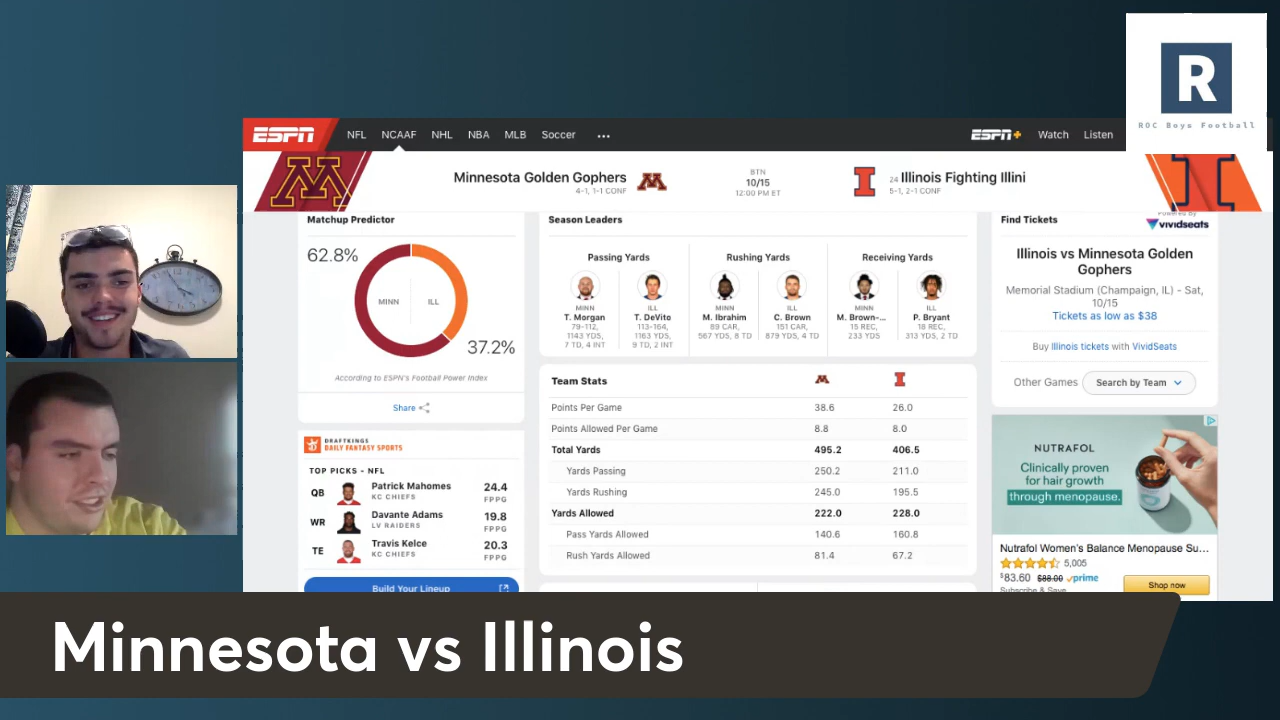 R
ROC Boys Football
ESPN NFL NCAAF NHL NBA MLB Soccer ... ESPN+ Watch Listen
M
Minnesota Golden Gophers
4-1, 1-1 CONF
BTN
10/15
12:00 PM ET
24 Illinois Fighting Illini
5-1, 2-1 CONF
Matchup Predictor
62.8%
MINN ILL
37.2%
According to ESPN's Football Power Index
Share
DRAFTKINGS
DAILY FANTASY SPORTS
TOP PICKS - NFL
QB Patrick Mahomes 24.4
KC CHIEFS FPPG
WR Davante Adams 19.8
LV RAIDERS FPPG
TE Travis Kelce 20.3
KC CHIEFS FPPG
Build Your Lineup
Season Leaders
Passing Yards
MINN
T. Morgan
79-112,
1143 YDS,
7 TD, 4 INT
ILL
T. DeVito
113-164,
1163 YDS,
9 TD, 2 INT
Rushing Yards
MINN
M. Ibrahim
89 CAR,
567 YDS, 8 TD
ILL
C. Brown
151 CAR,
879 YDS, 4 TD
Receiving Yards
MINN
M. Brown-...
15 REC,
233 YDS
ILL
P. Bryant
18 REC,
313 YDS, 2 TD
Team Stats
Points Per Game 38.6 26.0
Points Allowed Per Game 8.8 8.0
Total Yards 495.2 406.5
Yards Passing 250.2 211.0
Yards Rushing 245.0 195.5
Yards Allowed 222.0 228.0
Pass Yards Allowed 140.6 160.8
Rush Yards Allowed 81.4 67.2
Find Tickets
Powered by
vividseats
Illinois vs Minnesota Golden
Gophers
Memorial Stadium (Champaign, IL) - Sat,
10/15
Tickets as low as $38
Buy Illinois tickets with VividSeats
Other Games Search by Team
NUTRAFOL
Clinically proven
for hair growth
through menopause.
Nutrafol Women's Balance Menopause Su...
5,005
$83.60 $88.00 prime
Subscribe & Save
Shop now
Minnesota vs Illinois